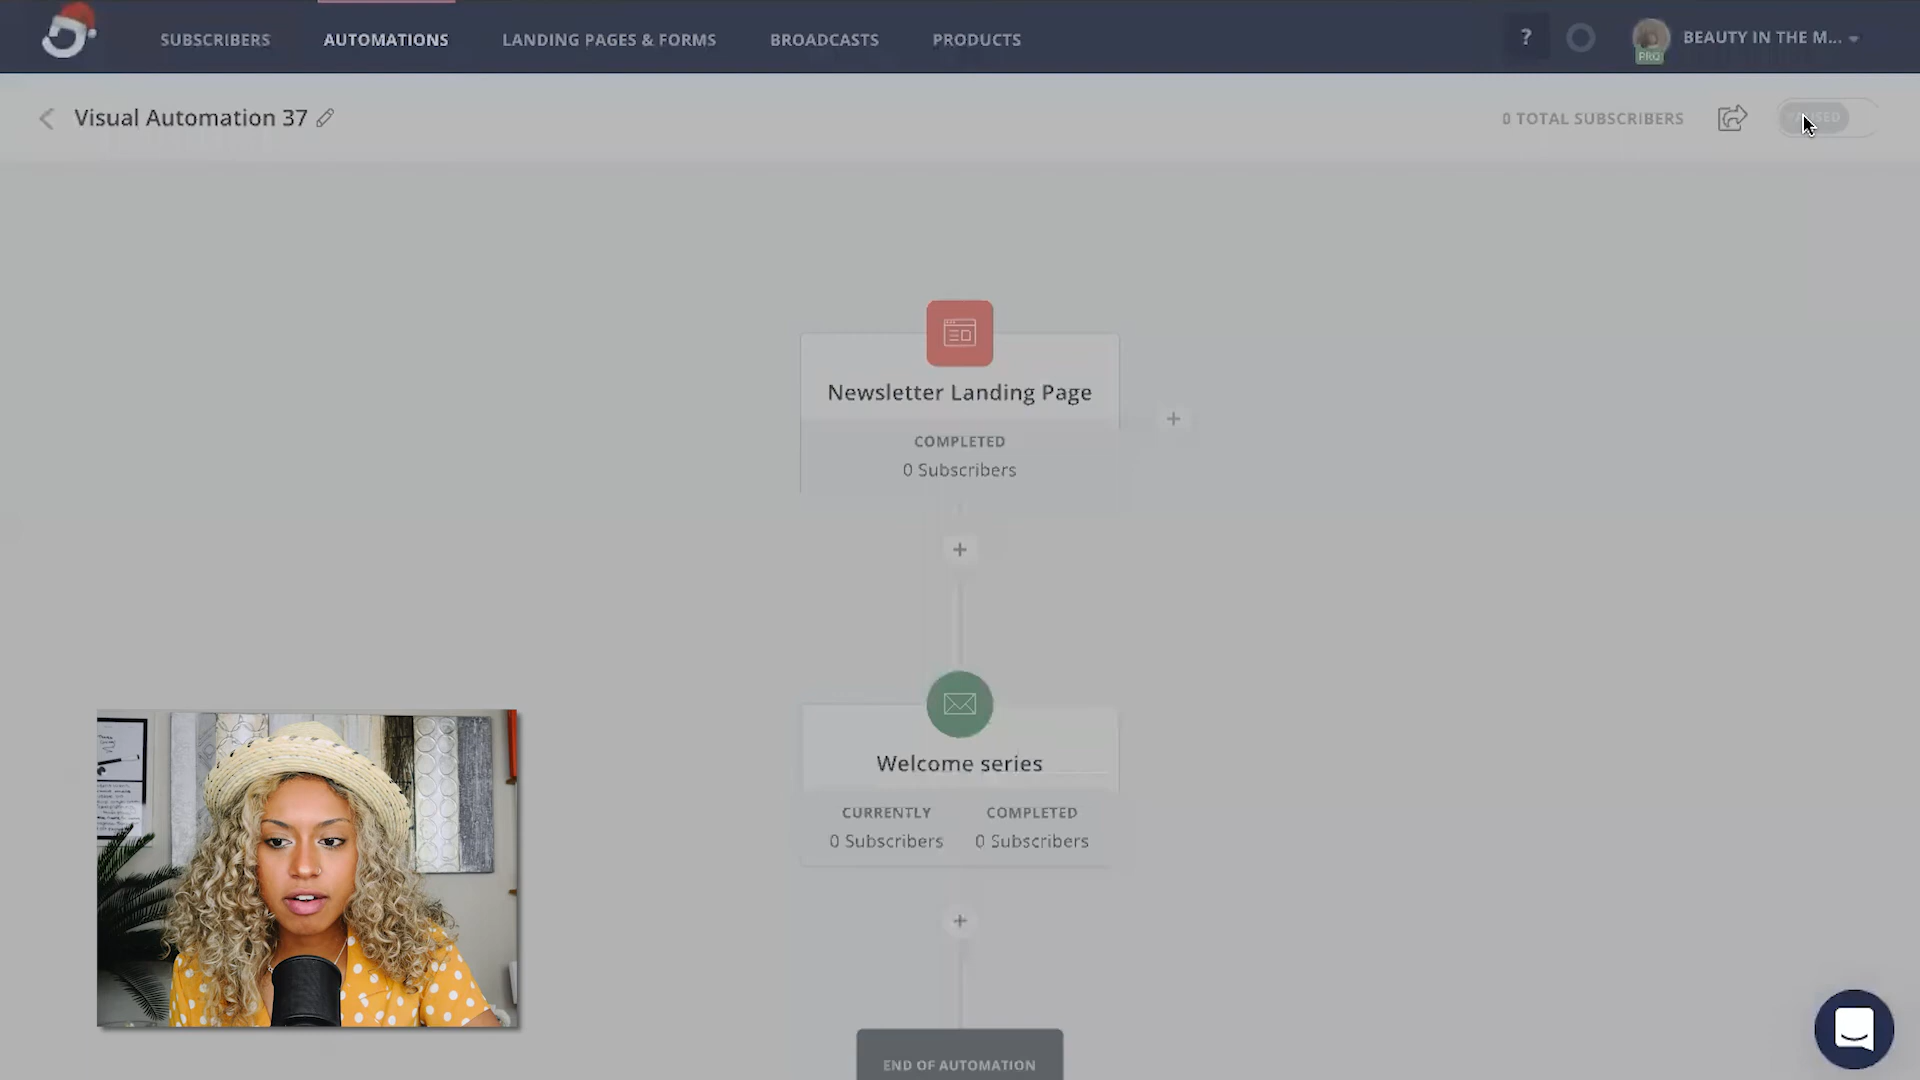 SUBSCRIBERS
AUTOMATIONS
LANDING PAGES & FORMS
BROADCASTS
PRODUCTS
?
PRO
BEAUTY IN THE M...
Visual Automation 37
0 TOTAL SUBSCRIBERS
Newsletter Landing Page
COMPLETED
0 Subscribers
Welcome series
CURRENTLY
COMPLETED
0 Subscribers
0 Subscribers
END OF AUTOMATION